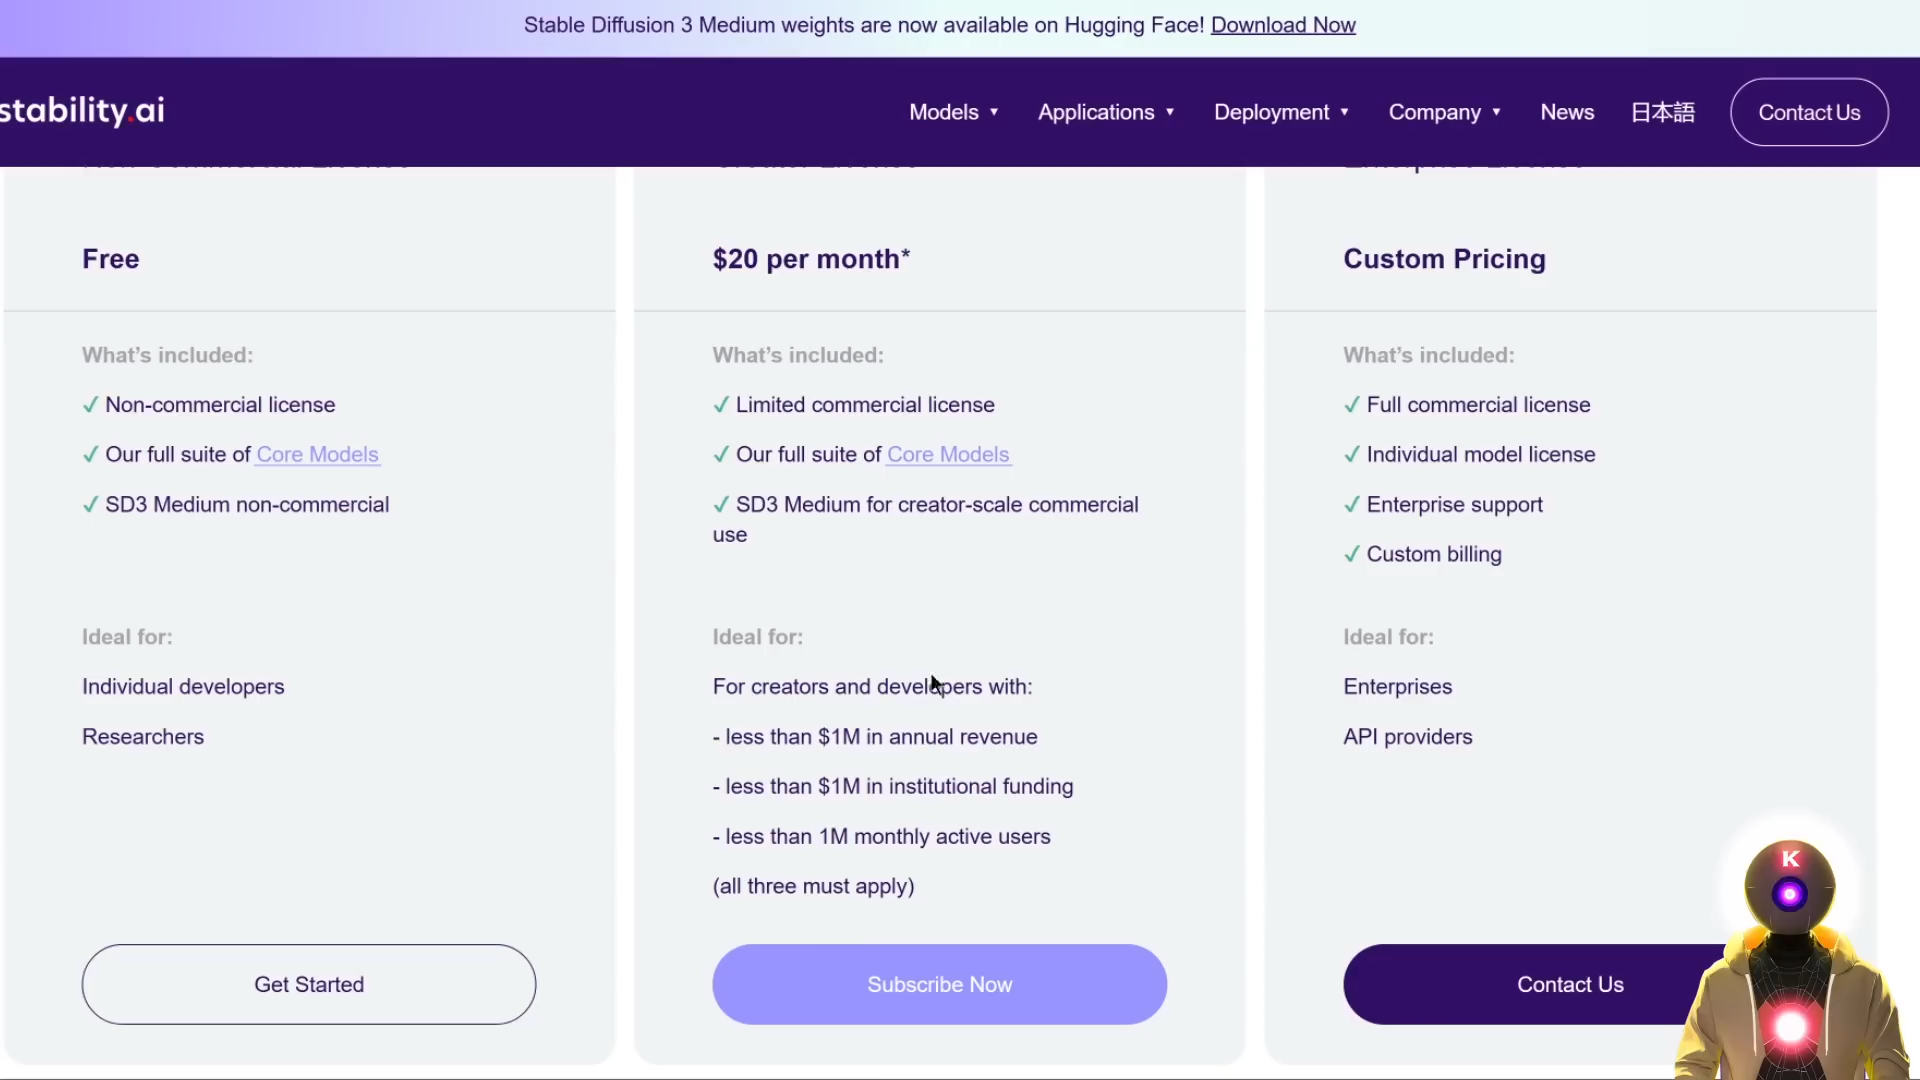 Stable Diffusion 3 Medium weights are now available on Hugging Face! Download Now
stability.ai
Models
Applications
Deployment
Company
News
日本語
Contact Us
Free
What's included:
✓ Non-commercial license
✓ Our full suite of Core Models
✓ SD3 Medium non-commercial
Ideal for:
Individual developers
Researchers
Get Started
$20 per month*
What's included:
✓ Limited commercial license
✓ Our full suite of Core Models
✓ SD3 Medium for creator-scale commercial
use
Ideal for:
For creators and developers with:
- less than $1M in annual revenue
- less than $1M in institutional funding
- less than 1M monthly active users
(all three must apply)
Subscribe Now
Custom Pricing
What's included:
✓ Full commercial license
✓ Individual model license
✓ Enterprise support
✓ Custom billing
Ideal for:
Enterprises
API providers
Contact Us
K